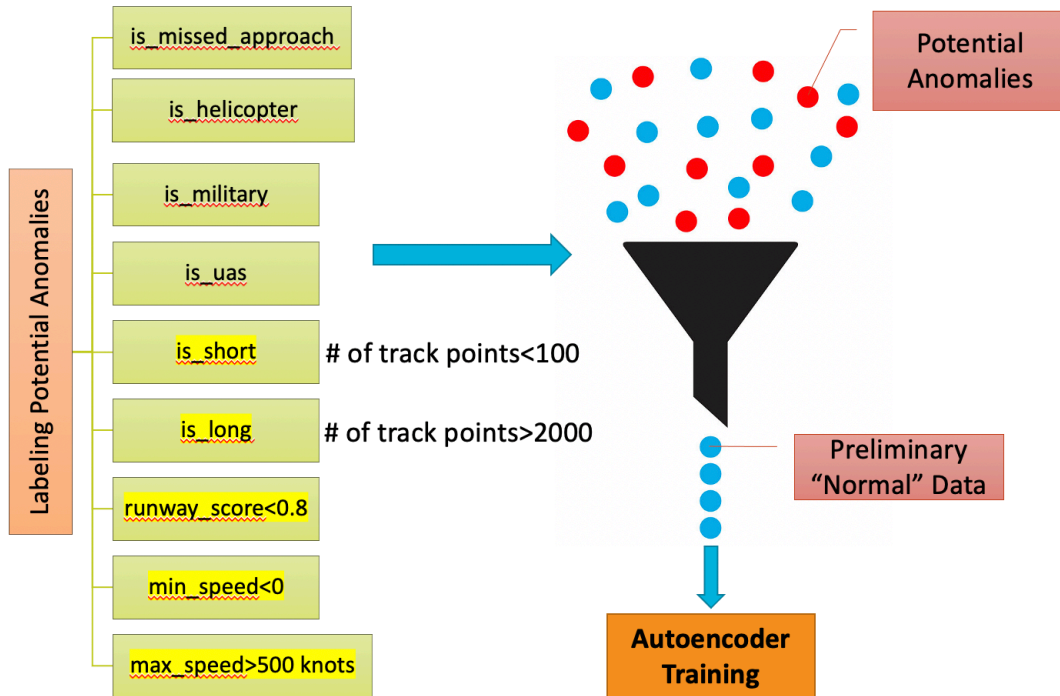 Labeling Potential Anomalies
is_missed_approach
is_helicopter
is_military
is_uas
is_short
# of track points<100
is_long
# of track points>2000
runway_score<0.8
min_speed<0
max_speed>500 knots
Potential
Anomalies
Preliminary
“Normal” Data
Autoencoder
Training